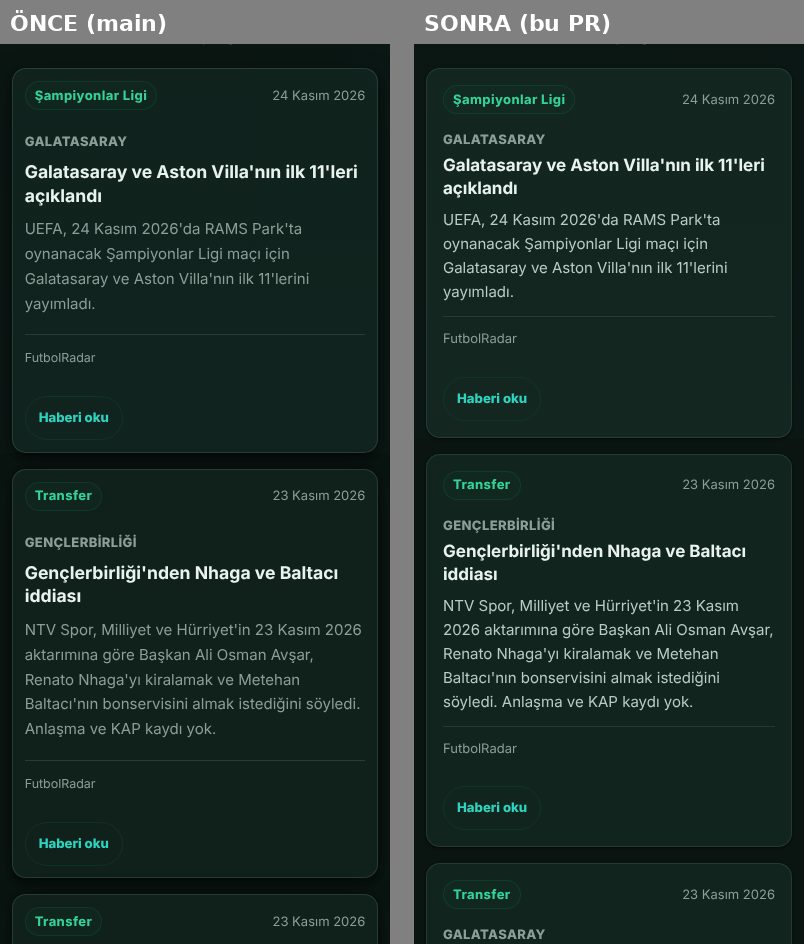 ÖNCE (main)
Şampiyonlar Ligi
24 Kasım 2026
GALATASARAY
Galatasaray ve Aston Villa'nın ilk 11'leri
açıklandı
UEFA, 24 Kasım 2026'da RAMS Park'ta
oynanacak Şampiyonlar Ligi maçı için
Galatasaray ve Aston Villa'nın ilk 11'lerini
yayımladı.
FutbolRadar
Haberi oku
Transfer
23 Kasım 2026
GENÇLERBİRLİĞİ
Gençlerbirliği'nden Nhaga ve Baltacı
iddiası
NTV Spor, Milliyet ve Hürriyet'in 23 Kasım 2026
aktarımına göre Başkan Ali Osman Avşar,
Renato Nhaga'yı kiralamak ve Metehan
Baltacı'nın bonservisini almak istediğini söyledi.
Anlaşma ve KAP kaydı yok.
FutbolRadar
Haberi oku
Transfer
23 Kasım 2026
SONRA (bu PR)
Şampiyonlar Ligi
24 Kasım 2026
GALATASARAY
Galatasaray ve Aston Villa'nın ilk 11'leri
açıklandı
UEFA, 24 Kasım 2026'da RAMS Park'ta
oynanacak Şampiyonlar Ligi maçı için
Galatasaray ve Aston Villa'nın ilk 11'lerini
yayımladı.
FutbolRadar
Haberi oku
Transfer
23 Kasım 2026
GENÇLERBİRLİĞİ
Gençlerbirliği'nden Nhaga ve Baltacı
iddiası
NTV Spor, Milliyet ve Hürriyet'in 23 Kasım
2026 aktarımına göre Başkan Ali Osman Avşar,
Renato Nhaga'yı kiralamak ve Metehan
Baltacı'nın bonservisini almak istediğini
söyledi. Anlaşma ve KAP kaydı yok.
FutbolRadar
Haberi oku
Transfer
23 Kasım 2026
GALATASARAY